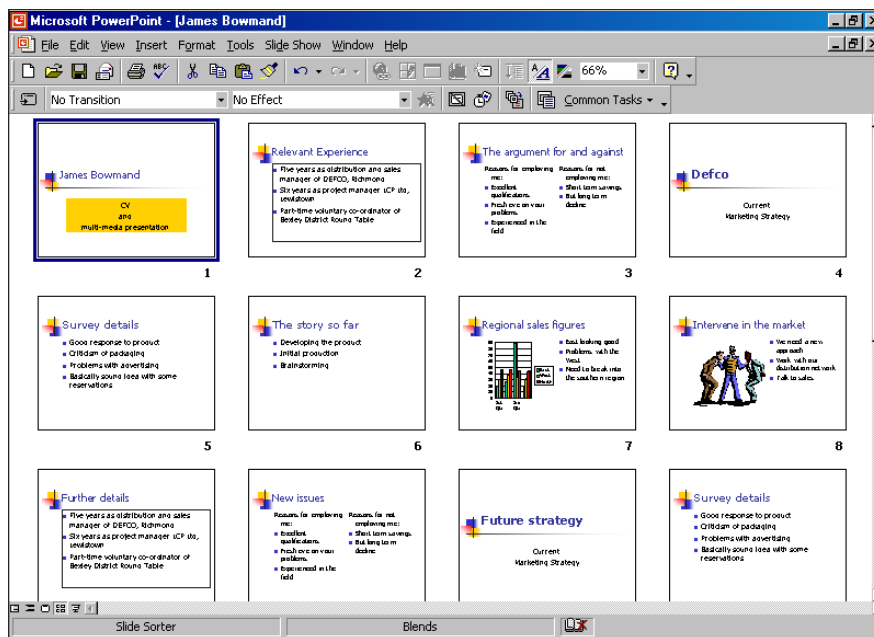 Microsoft PowerPoint - [James Bowmand]
File Edit View Insert Format Tools Slide Show Window Help
66%
No Transition
No Effect
Common Tasks
James Bowmand
CV
and
multi-media presentation
1
Relevant Experience
Five years as distribution and sales
manager of DEFCO, Richmond
Six years as project manager LCP Ltd,
Lewistown
Part-time voluntary co-ordinator of
Bexley District Round Table
2
The argument for and against
Reasons for employing
me:
Excellent
qualifications.
Fresh eye on your
problems.
Experienced in the
field
Reasons for not
employing me:
Short term savings.
But long term
decline
3
Defco
Current
Marketing Strategy
4
Survey details
Good response to product
Criticism of packaging
Problems with advertising
Basically sound idea with some
reservations
5
The story so far
Developing the product
Initial production
Brainstorming
6
Regional sales figures
East looking good
Problems with the
West
Need to break into
the southern region
7
Intervene in the market
We need a new
approach
Work with our
distribution network
Talk to sales
8
Further details
Five years as distribution and sales
manager of DEFCO, Richmond
Six years as project manager LCP Ltd,
Lewistown
Part-time voluntary co-ordinator of
Bexley District Round Table
New issues
Reasons for employing
me:
Excellent
qualifications.
Fresh eye on your
problems.
Experienced in the
field
Reasons for not
employing me:
Short term savings.
But long term
decline
Future strategy
Current
Marketing Strategy
Survey details
Good response to product
Criticism of packaging
Problems with advertising
Basically sound idea with some
reservations
Slide Sorter
Blends